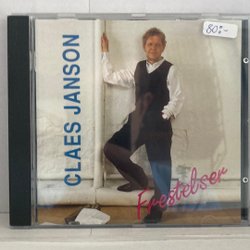 80:-
CLAES JANSON
Frestelser